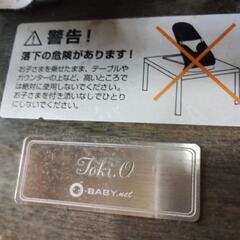 警告!
落下の危険があります!
お子さまを乗せたまま、テーブルや
カウンターの上など、高いところで
は絶対に使用しないでください。
お子さまを付き添いなしでひとり
にしないでください。
Toki.O
-BABY.net